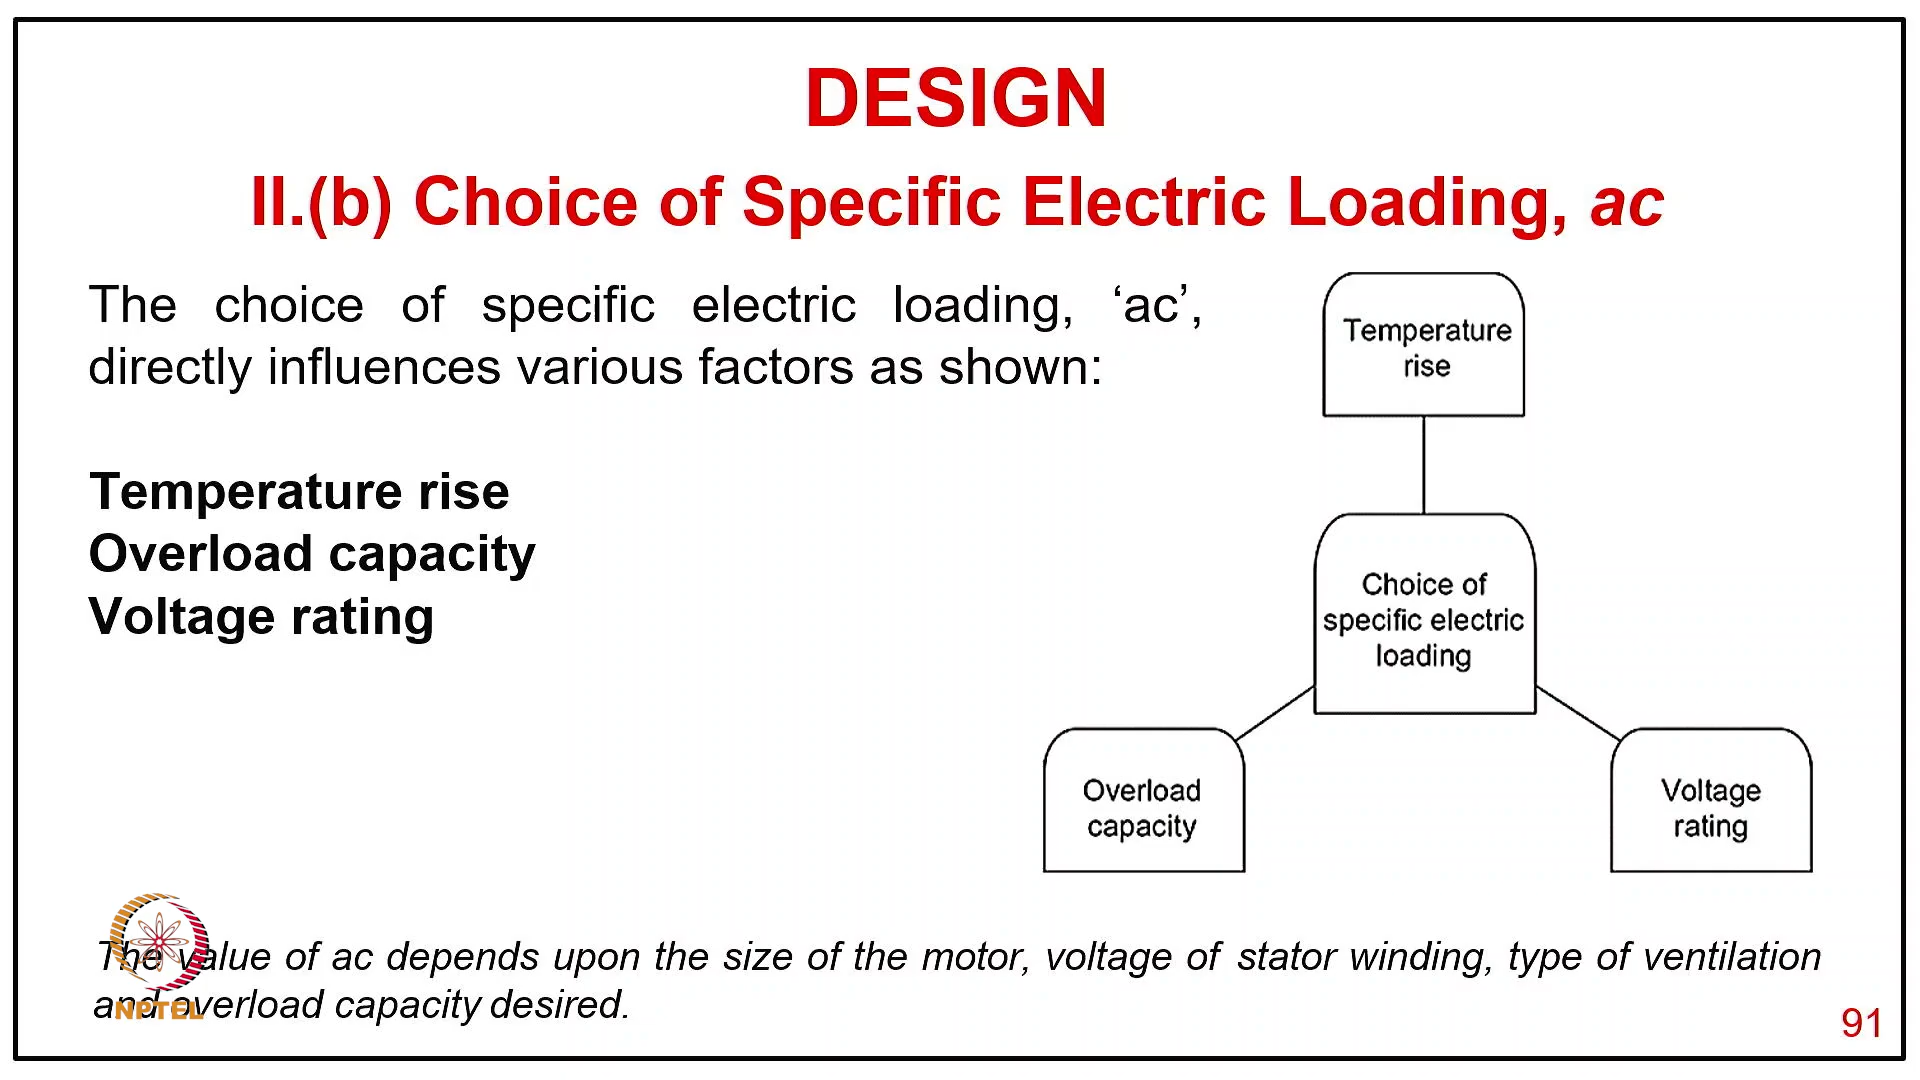 DESIGN
II.(b) Choice of Specific Electric Loading, ac
The choice of specific electric loading, ‘ac’,
directly influences various factors as shown:
Temperature rise
Overload capacity
Voltage rating
Temperature
rise
Choice of
specific electric
loading
Overload
capacity
Voltage
rating
The value of ac depends upon the size of the motor, voltage of stator winding, type of ventilation
and overload capacity desired.
NPTEL
91